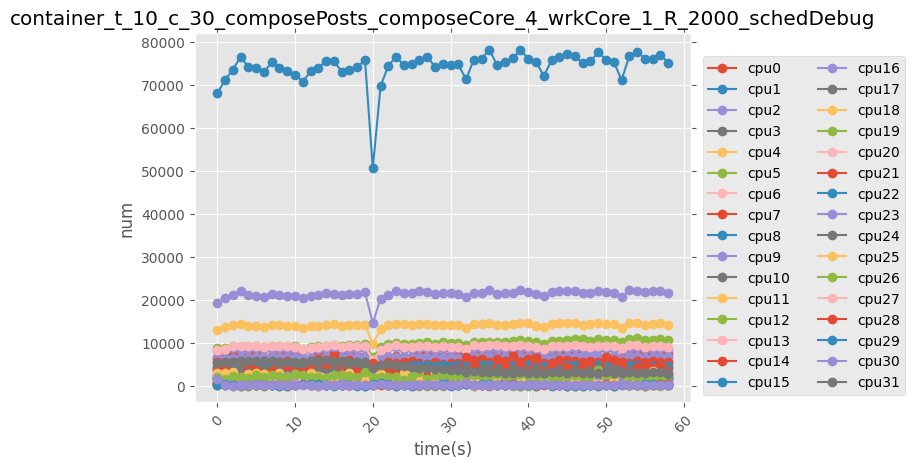 container_t_10_c_30_composePosts_composeCore_4_wrkCore_1_R_2000_schedDebug
80000
70000
60000
50000
40000
30000
20000
10000
0
num
0
10
20
30
40
50
60
time(s)
cpu0
cpu1
cpu2
cpu3
cpu4
cpu5
cpu6
cpu7
cpu8
cpu9
cpu10
cpu11
cpu12
cpu13
cpu14
cpu15
cpu16
cpu17
cpu18
cpu19
cpu20
cpu21
cpu22
cpu23
cpu24
cpu25
cpu26
cpu27
cpu28
cpu29
cpu30
cpu31